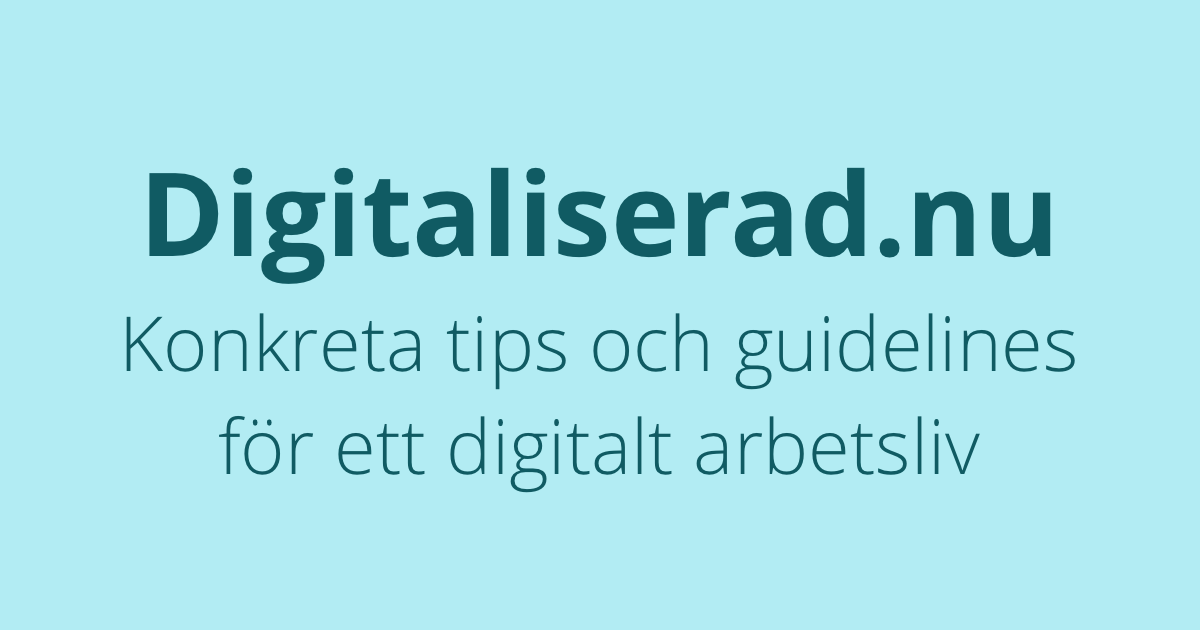 Digitaliserad.nu
Konkreta tips och guidelines
för ett digitalt arbetsliv